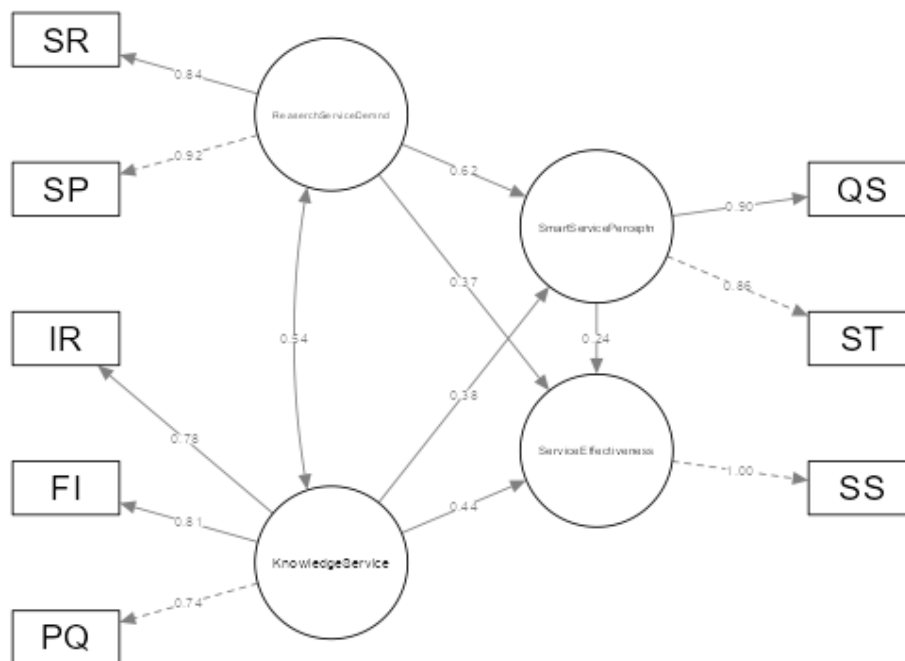 SR
0.84
ReaserchServiceDemnd
SP
0.92
0.62
QS
0.90
SmartServicePerceptn
0.37
0.86
IR
0.54
0.24
ST
0.38
0.78
ServiceEffectiveness
1.00
FI
SS
0.81
0.44
KnowledgeService
0.74
PQ